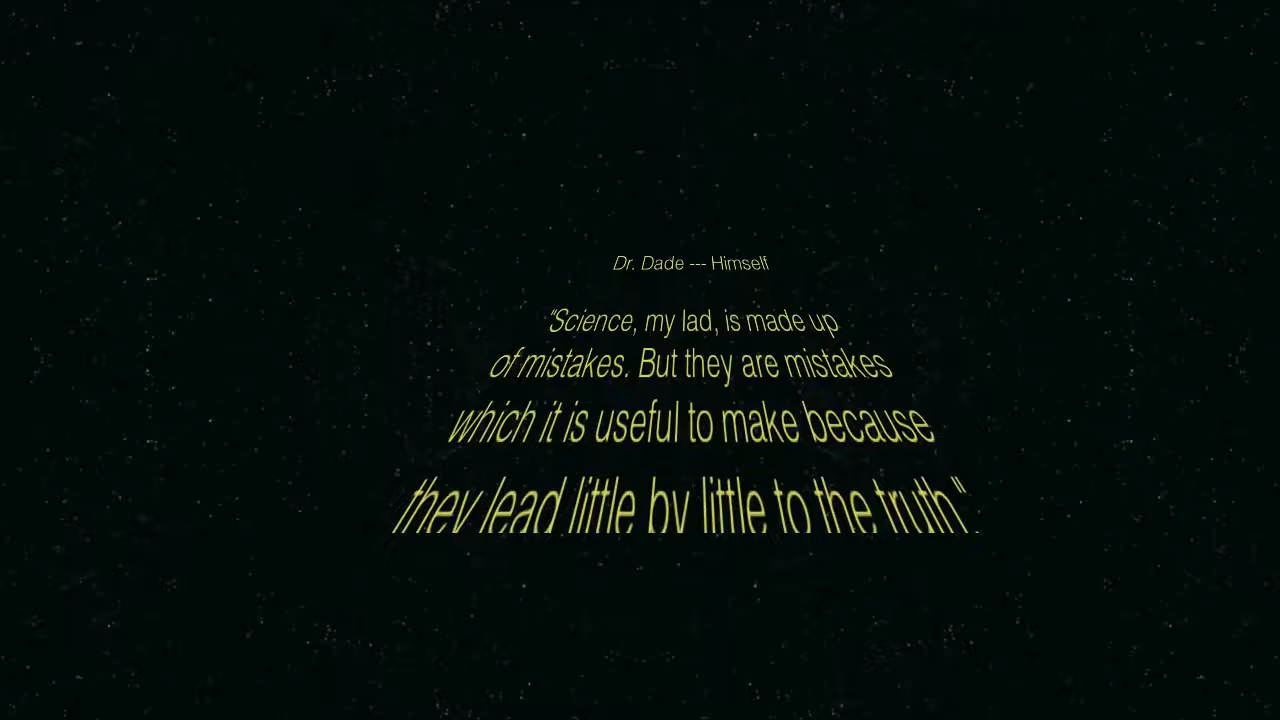 Dr. Dade --- Himself
"Science, my lad, is made up
of mistakes. But they are mistakes
which it is useful to make because
they lead little by little to the truth"